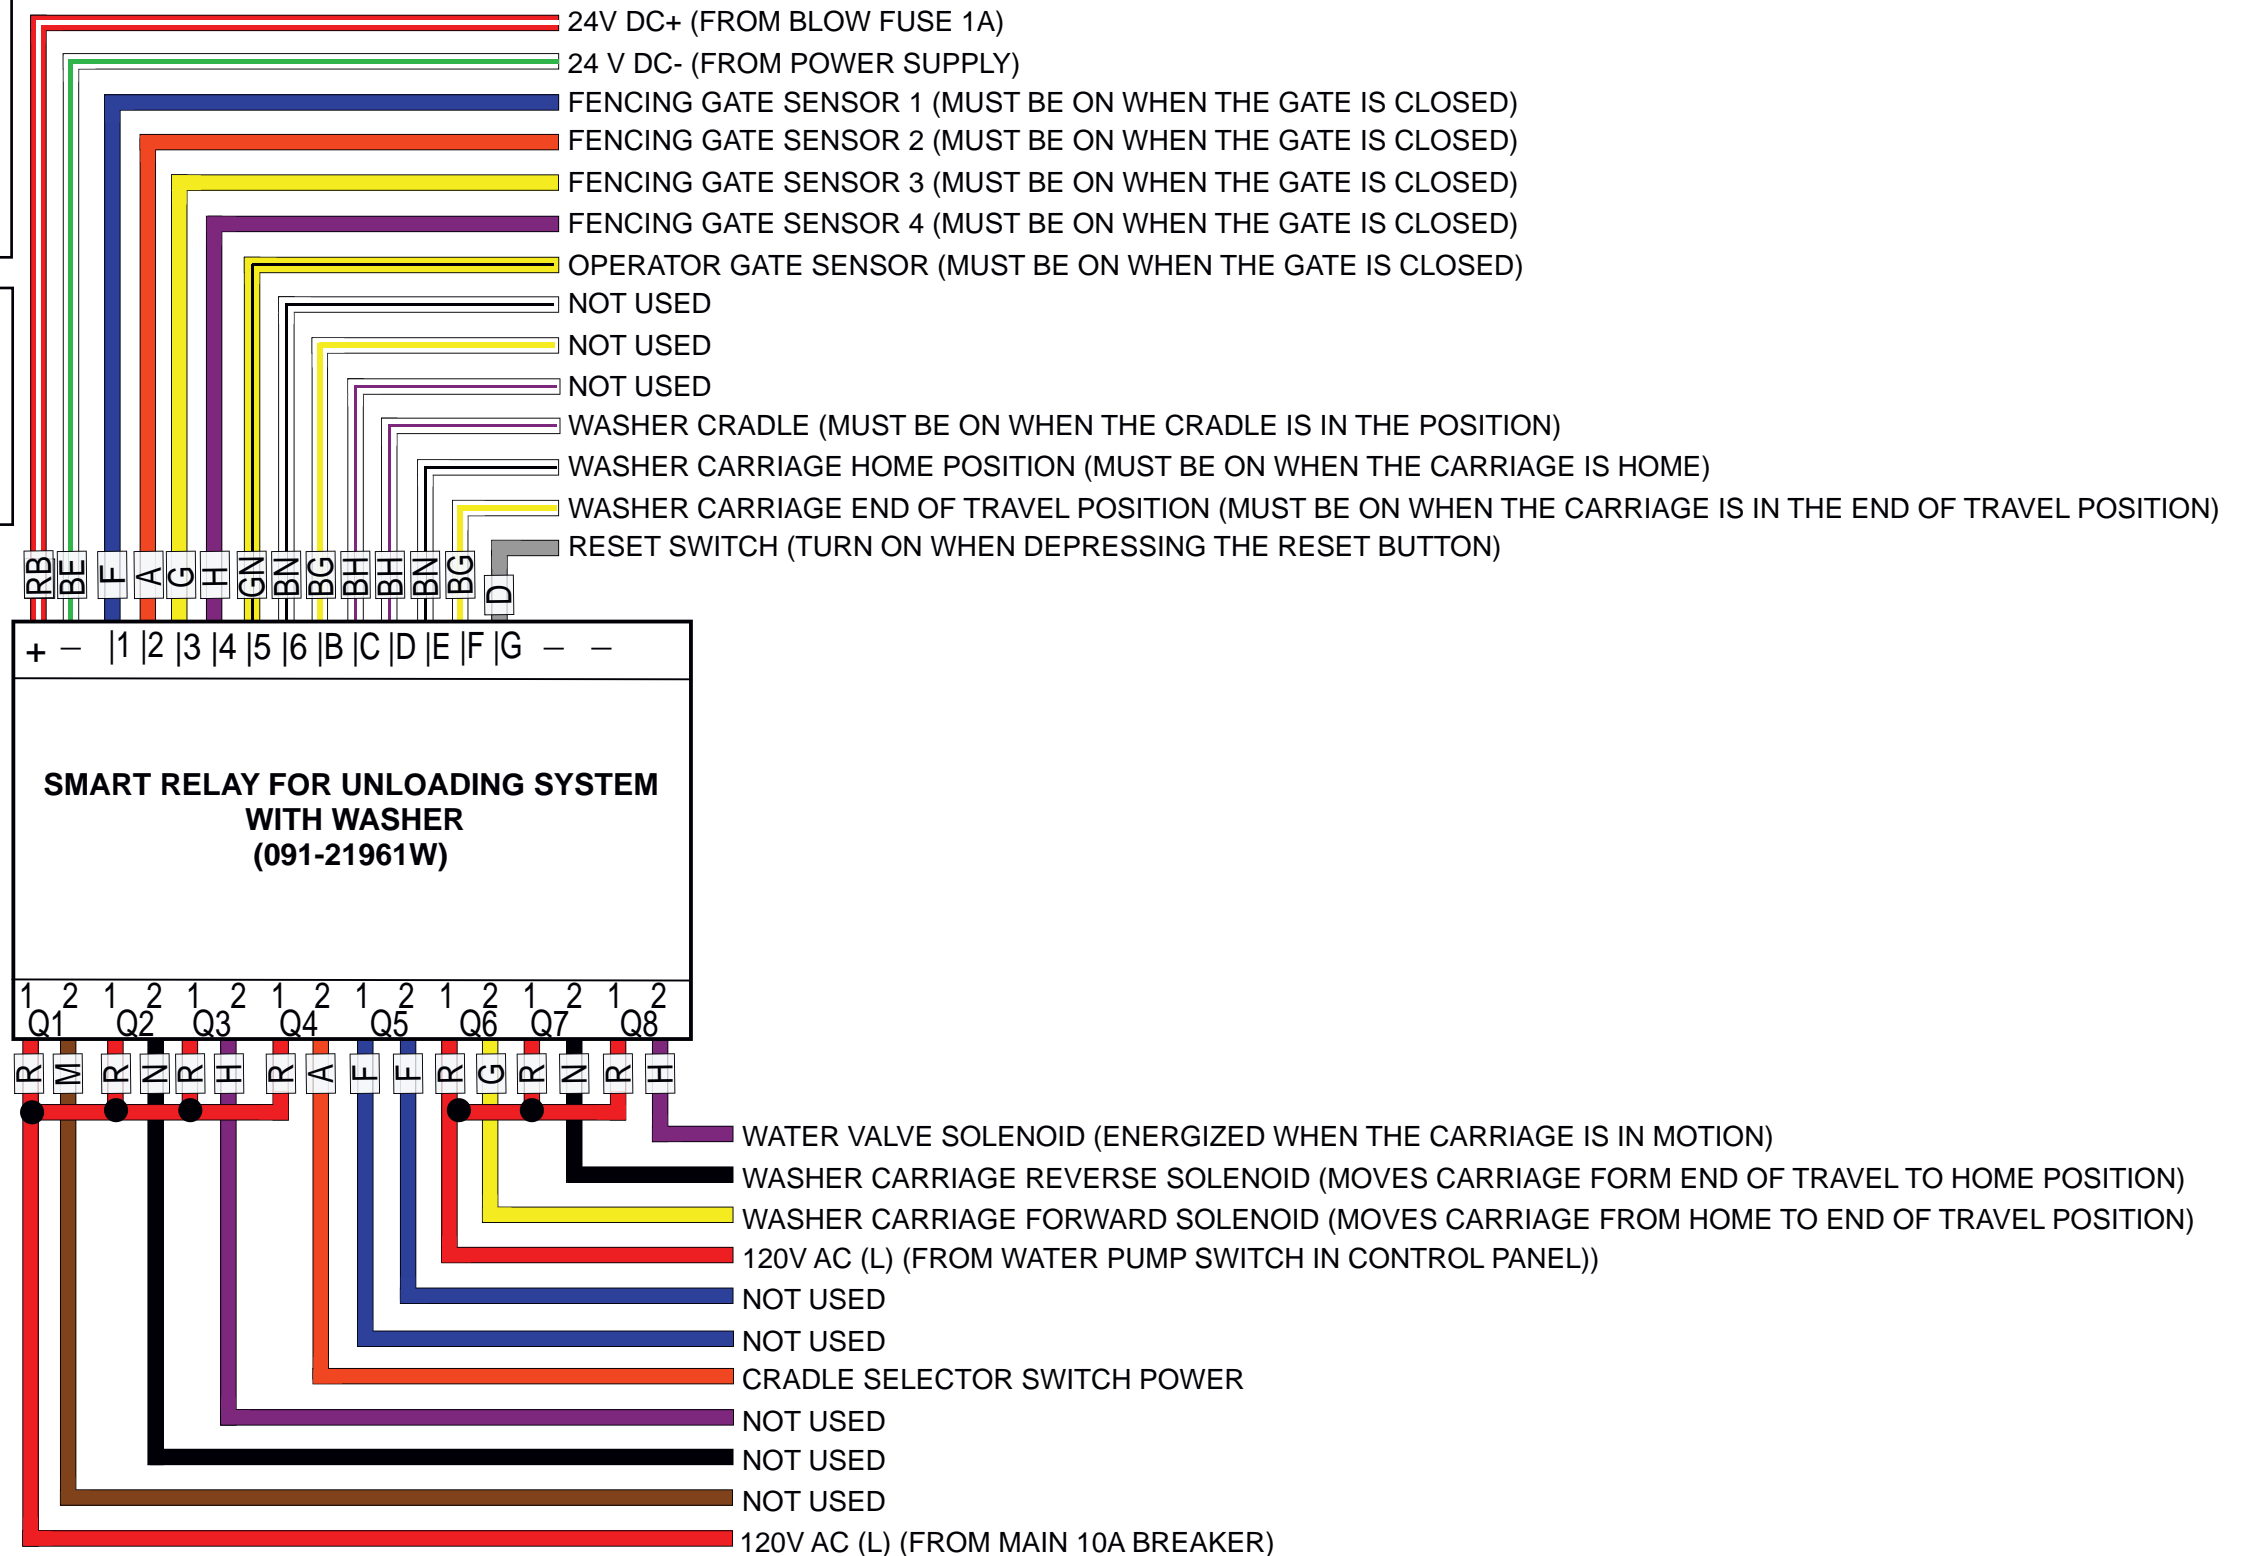 24V DC+ (FROM BLOW FUSE 1A)
24 V DC- (FROM POWER SUPPLY)
FENCING GATE SENSOR 1 (MUST BE ON WHEN THE GATE IS CLOSED)
FENCING GATE SENSOR 2 (MUST BE ON WHEN THE GATE IS CLOSED)
FENCING GATE SENSOR 3 (MUST BE ON WHEN THE GATE IS CLOSED)
FENCING GATE SENSOR 4 (MUST BE ON WHEN THE GATE IS CLOSED)
OPERATOR GATE SENSOR (MUST BE ON WHEN THE GATE IS CLOSED)
NOT USED
NOT USED
NOT USED
WASHER CRADLE (MUST BE ON WHEN THE CRADLE IS IN THE POSITION)
WASHER CARRIAGE HOME POSITION (MUST BE ON WHEN THE CARRIAGE IS HOME)
WASHER CARRIAGE END OF TRAVEL POSITION (MUST BE ON WHEN THE CARRIAGE IS IN THE END OF TRAVEL POSITION)
RESET SWITCH (TURN ON WHEN DEPRESSING THE RESET BUTTON)
RB BE F A G H GN BN BG BH BH BN BG D
+ – |1 |2 |3 |4 |5 |6 |B |C |D |E |F |G – –
SMART RELAY FOR UNLOADING SYSTEM
WITH WASHER
(091-21961W)
1 2 1 2 1 2 1 2 1 2 1 2 1 2 1 2
Q1 Q2 Q3 Q4 Q5 Q6 Q7 Q8
R M R N R H R A F F R G R N R H
WATER VALVE SOLENOID (ENERGIZED WHEN THE CARRIAGE IS IN MOTION)
WASHER CARRIAGE REVERSE SOLENOID (MOVES CARRIAGE FORM END OF TRAVEL TO HOME POSITION)
WASHER CARRIAGE FORWARD SOLENOID (MOVES CARRIAGE FROM HOME TO END OF TRAVEL POSITION)
120V AC (L) (FROM WATER PUMP SWITCH IN CONTROL PANEL))
NOT USED
NOT USED
CRADLE SELECTOR SWITCH POWER
NOT USED
NOT USED
NOT USED
120V AC (L) (FROM MAIN 10A BREAKER)